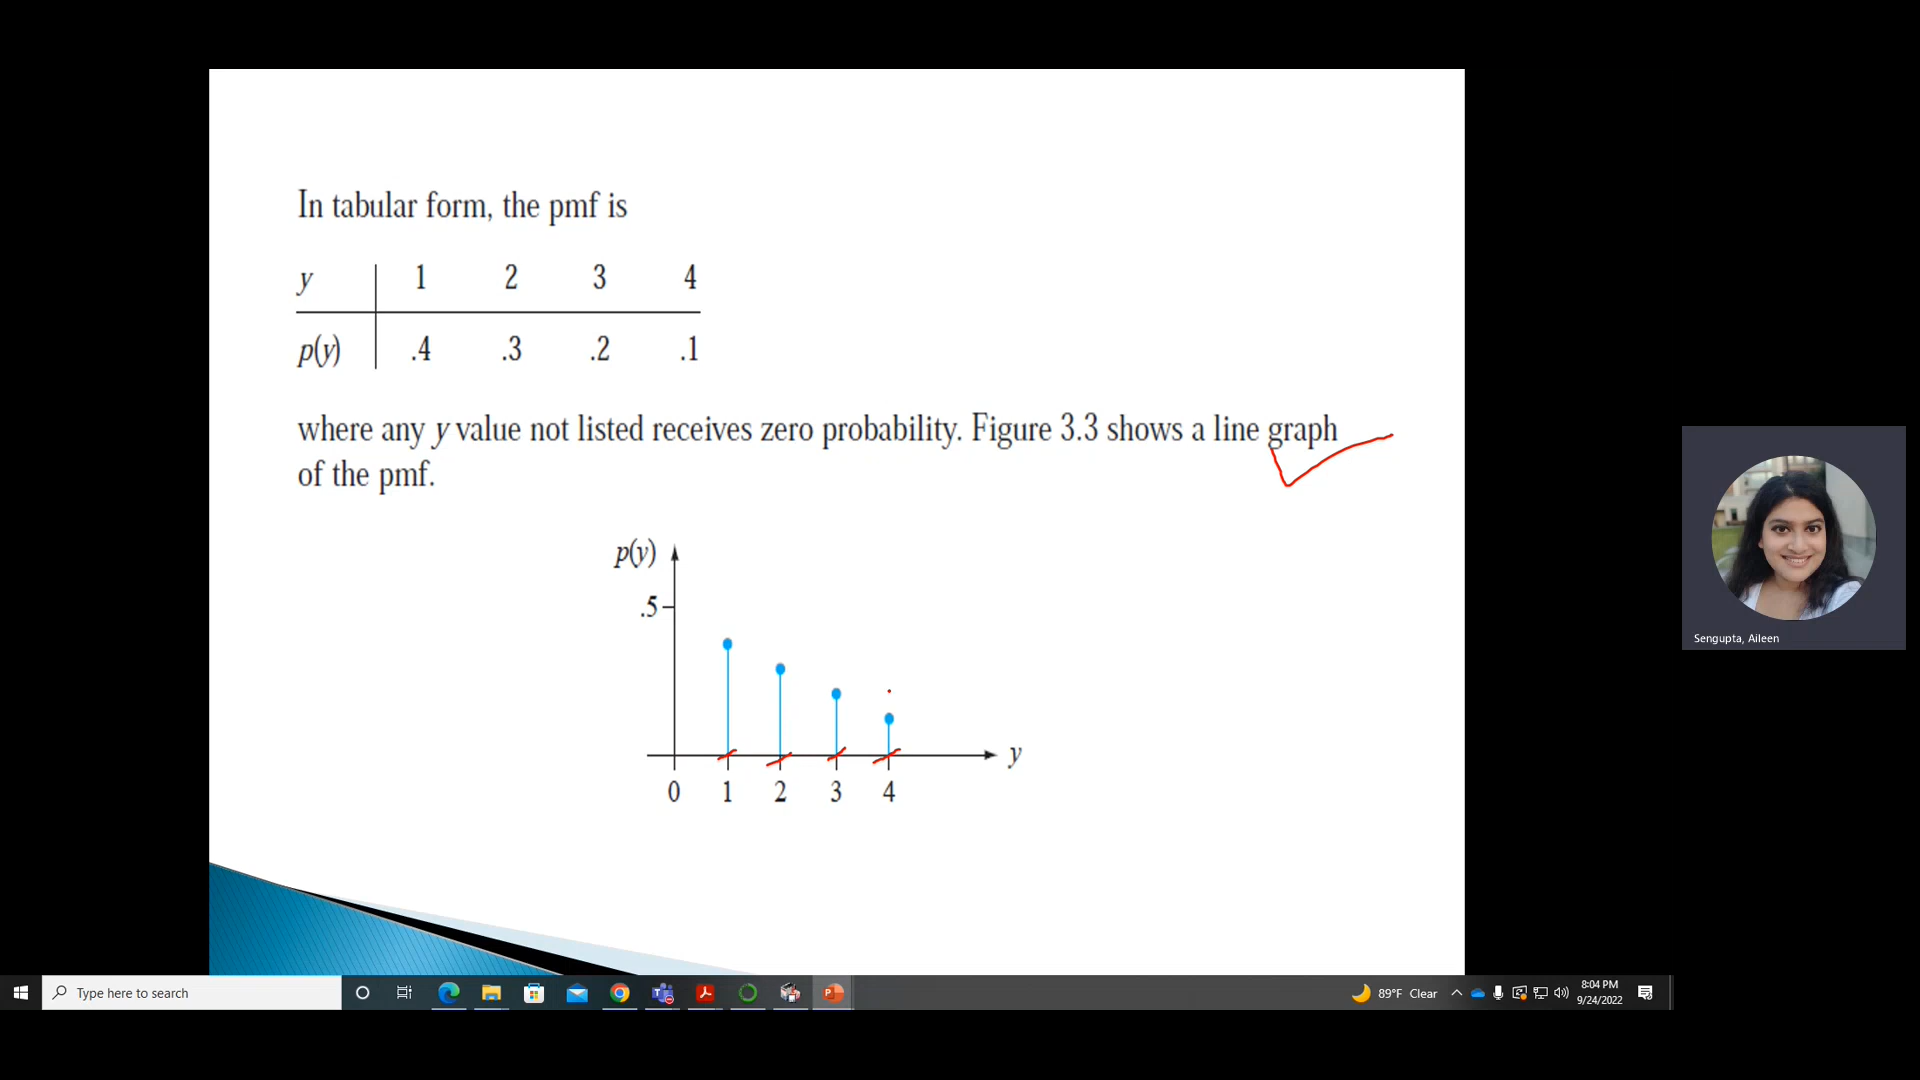 In tabular form, the pmf is
y 1 2 3 4
p(y) .4 .3 .2 .1
where any y value not listed receives zero probability. Figure 3.3 shows a line graph
of the pmf.
p(y)
.5
y
0 1 2 3 4
Sengupta, Aileen
Type here to search
89°F Clear
8:04 PM
9/24/2022